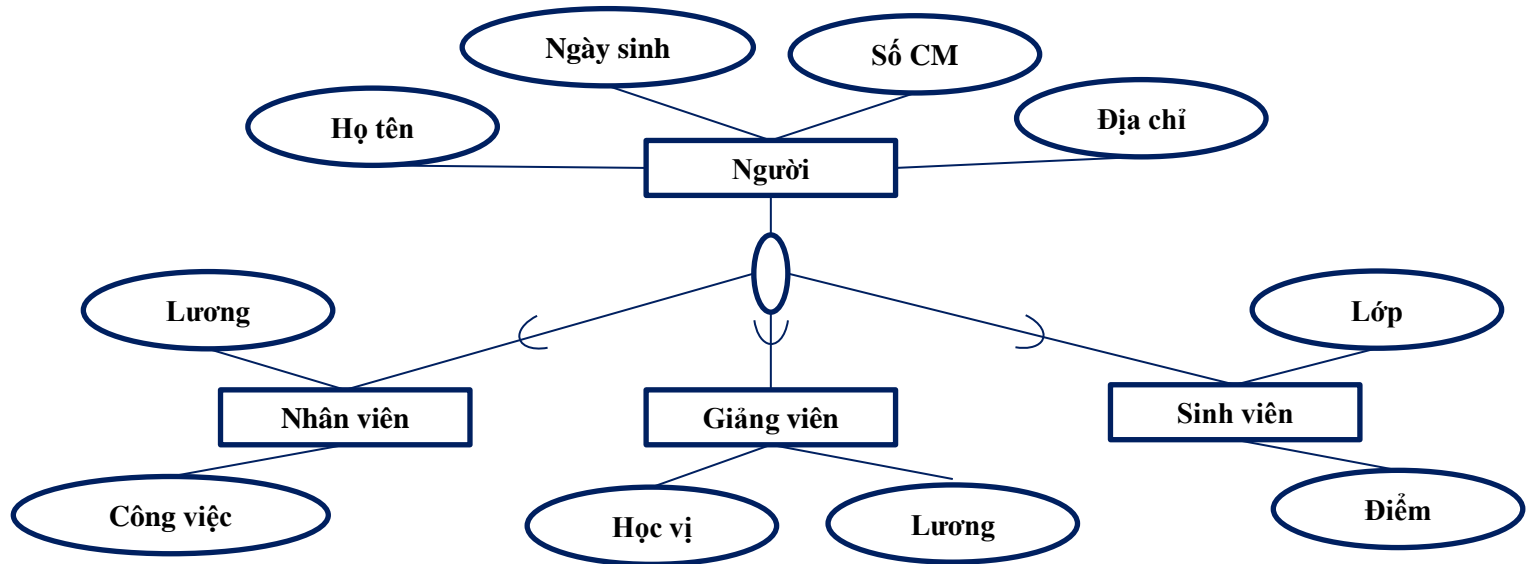 Ngày sinh
Số CM
Họ tên
Địa chỉ
Người
Lương
Lớp
Nhân viên
Giảng viên
Sinh viên
Công việc
Học vị
Lương
Điểm